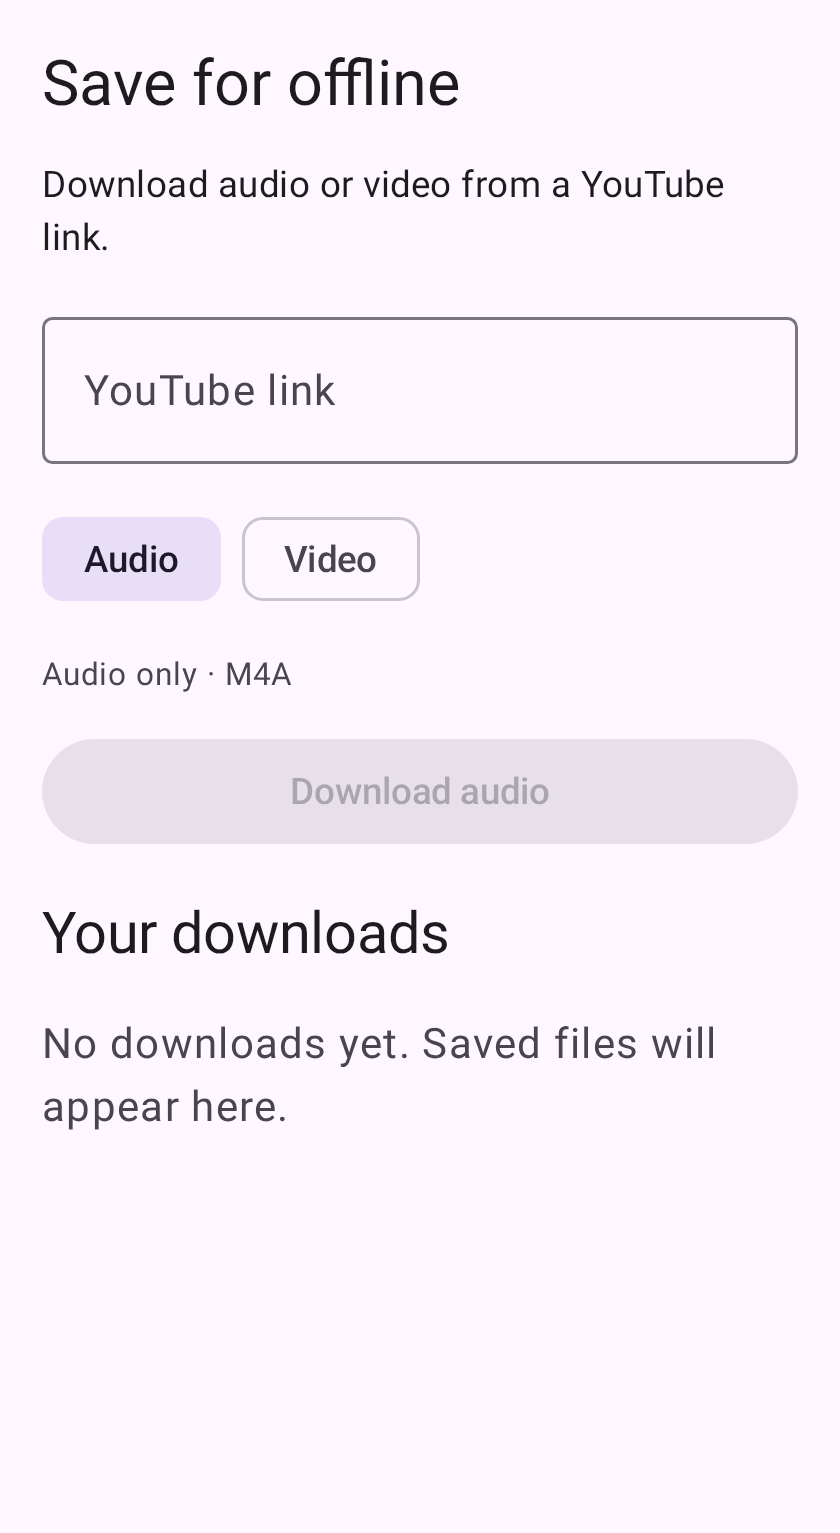 Save for offline
Download audio or video from a YouTube
link.
YouTube link
Audio
Video
Audio only · M4A
Download audio
Your downloads
No downloads yet. Saved files will
appear here.